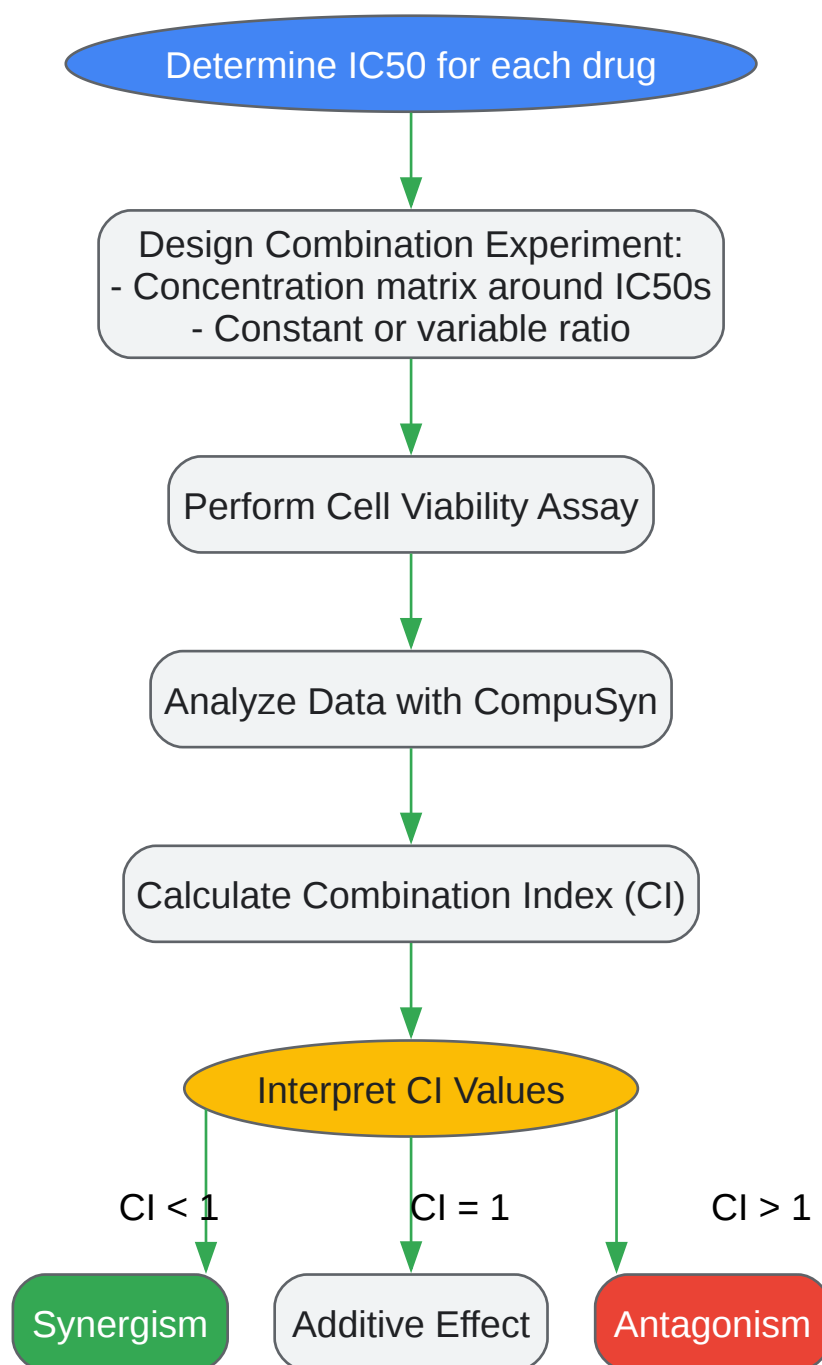 Determine IC50 for each drug
Design Combination Experiment:
- Concentration matrix around IC50s
- Constant or variable ratio
Perform Cell Viability Assay
Analyze Data with CompuSyn
Calculate Combination Index (CI)
Interpret CI Values
CI < 1
CI = 1
CI > 1
Synergism
Additive Effect
Antagonism